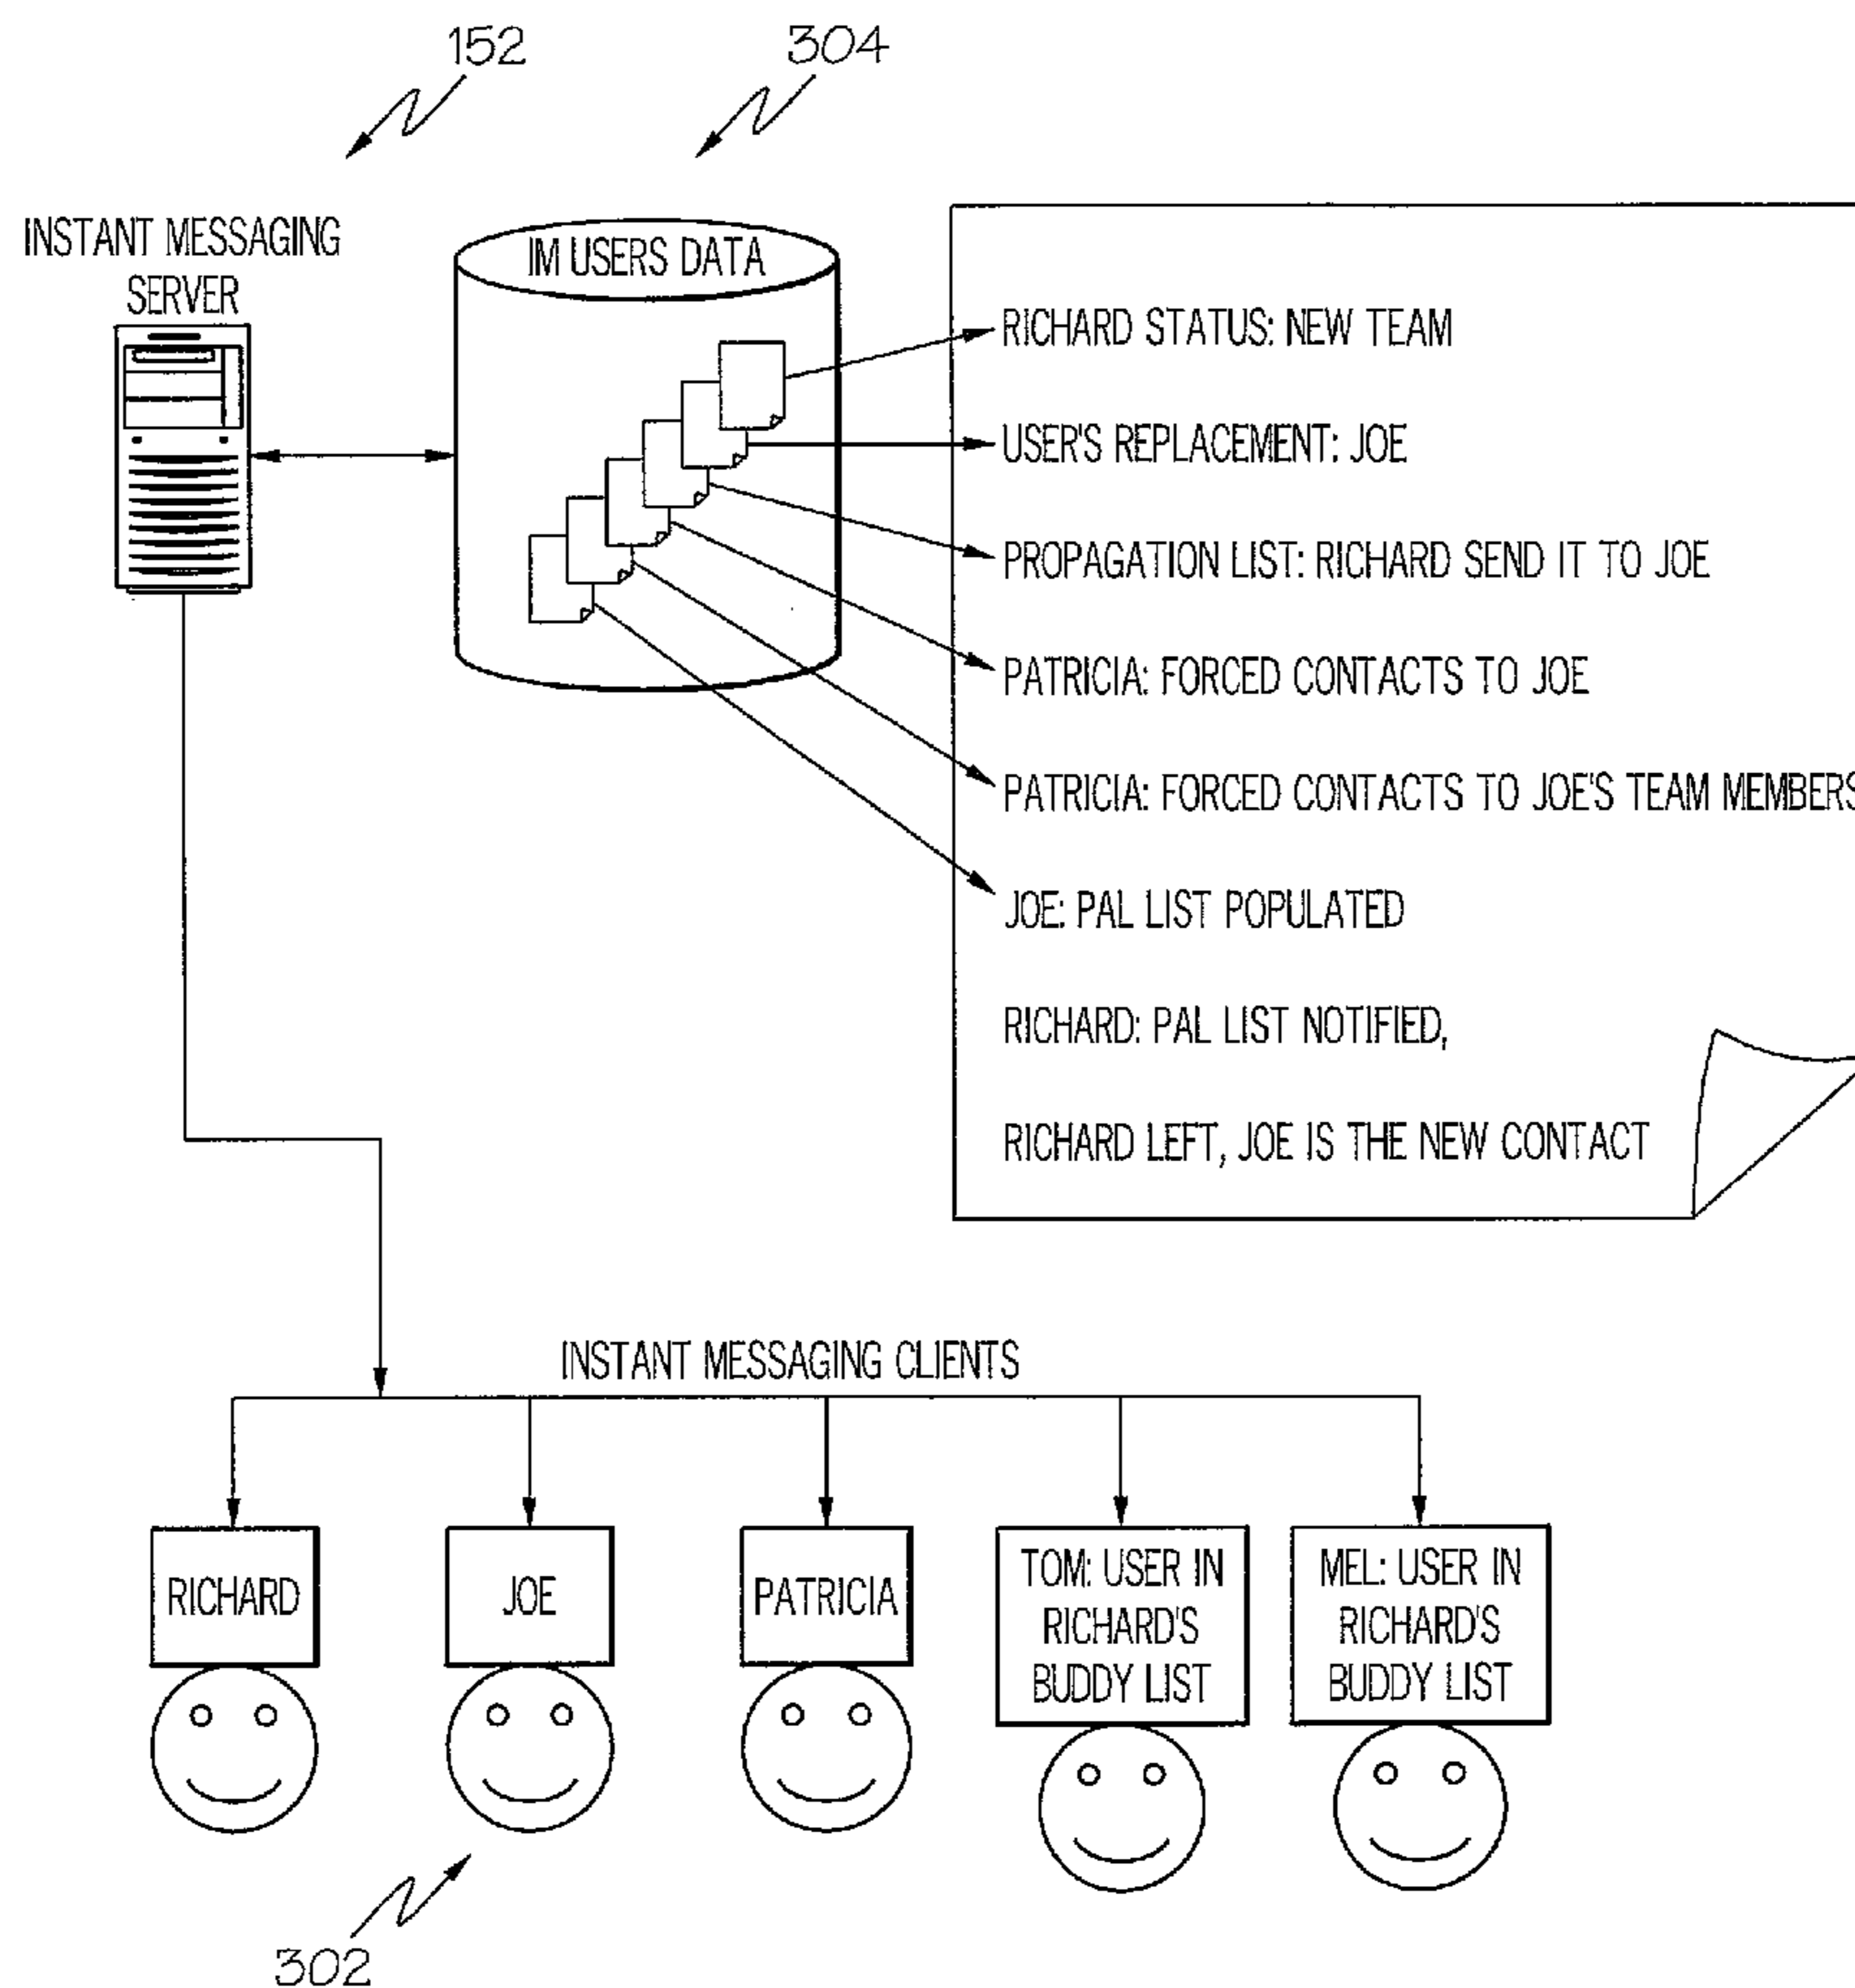 152
304
INSTANT MESSAGING
SERVER
IM USERS DATA
RICHARD STATUS: NEW TEAM
USER'S REPLACEMENT: JOE
PROPAGATION LIST: RICHARD SEND IT TO JOE
PATRICIA: FORCED CONTACTS TO JOE
PATRICIA: FORCED CONTACTS TO JOE'S TEAM MEMBERS
JOE: PAL LIST POPULATED
RICHARD: PAL LIST NOTIFIED,
RICHARD LEFT, JOE IS THE NEW CONTACT
INSTANT MESSAGING CLIENTS
RICHARD
JOE
PATRICIA
TOM: USER IN
RICHARD'S
BUDDY LIST
MEL: USER IN
RICHARD'S
BUDDY LIST
302